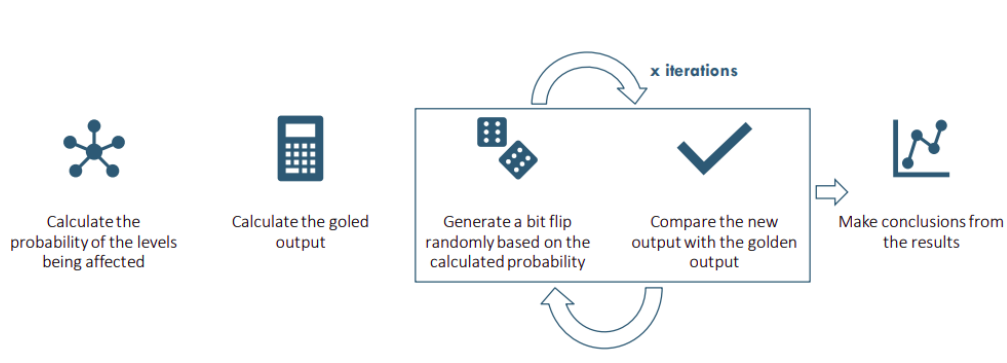 x iterations
Calculate the
probability of the levels
being affected
Calculate the goled
output
Generate a bit flip
randomly based on the
calculated probability
Compare the new
output with the golden
output
Make conclusions from
the results